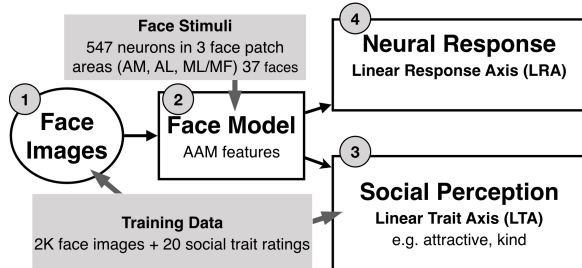 Face Stimuli
547 neurons in 3 face patch
areas (AM, AL, ML/MF) 37 faces
1
Face
Images
2
Face Model
AAM features
4
Neural Response
Linear Response Axis (LRA)
3
Social Perception
Linear Trait Axis (LTA)
e.g. attractive, kind
Training Data
2K face images + 20 social trait ratings